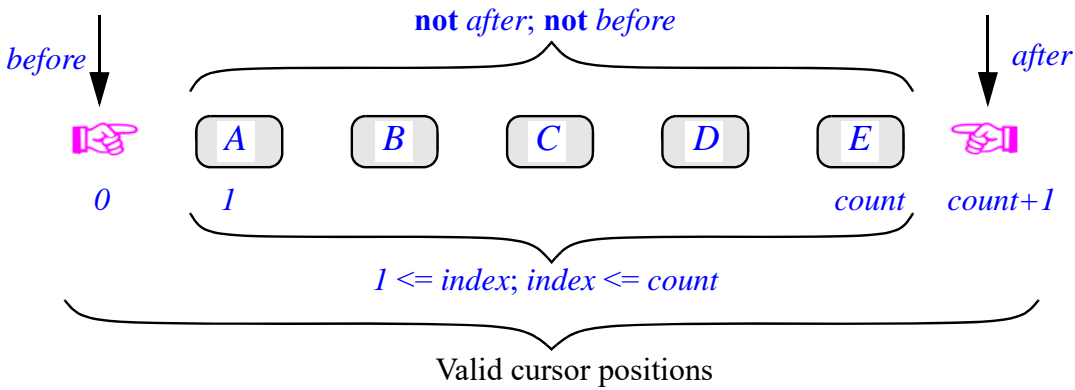 not after; not before
before
after
A B C D E
0 1 count count+1
1 <= index; index <= count
Valid cursor positions